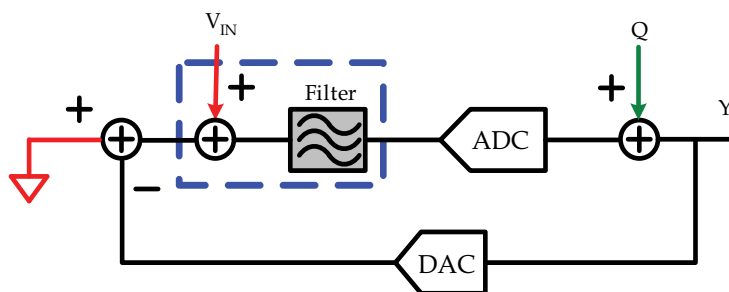 V_IN
Q
+
+
+
Filter
Y
+
+
ADC
+
−
DAC